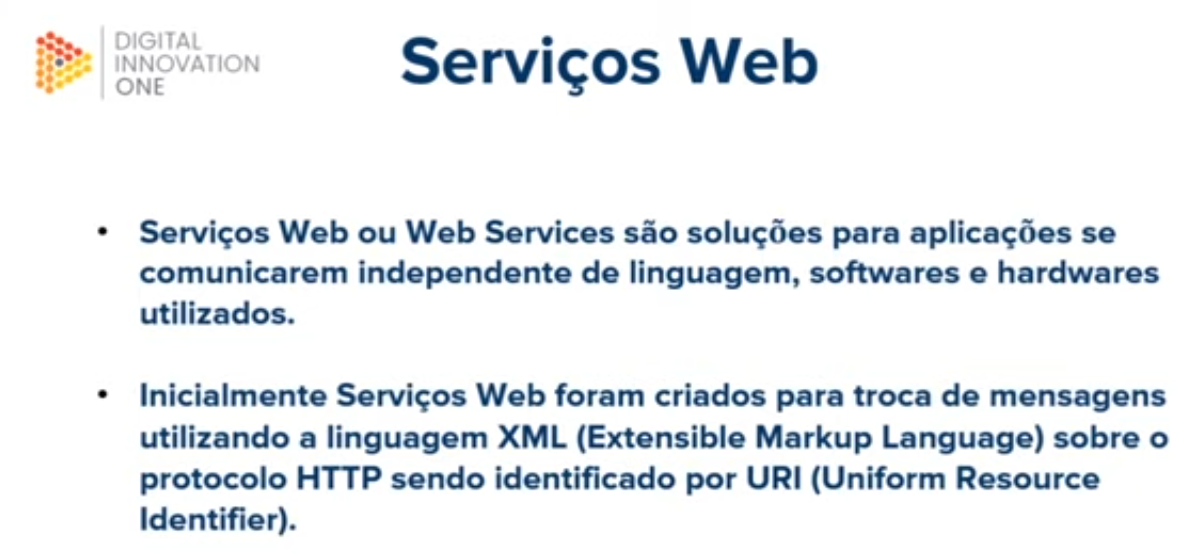 DIGITAL
INNOVATION
ONE
Serviços Web
• Serviços Web ou Web Services são soluções para aplicações se
comunicarem independente de linguagem, softwares e hardwares
utilizados.
• Inicialmente Serviços Web foram criados para troca de mensagens
utilizando a linguagem XML (Extensible Markup Language) sobre o
protocolo HTTP sendo identificado por URI (Uniform Resource
Identifier).